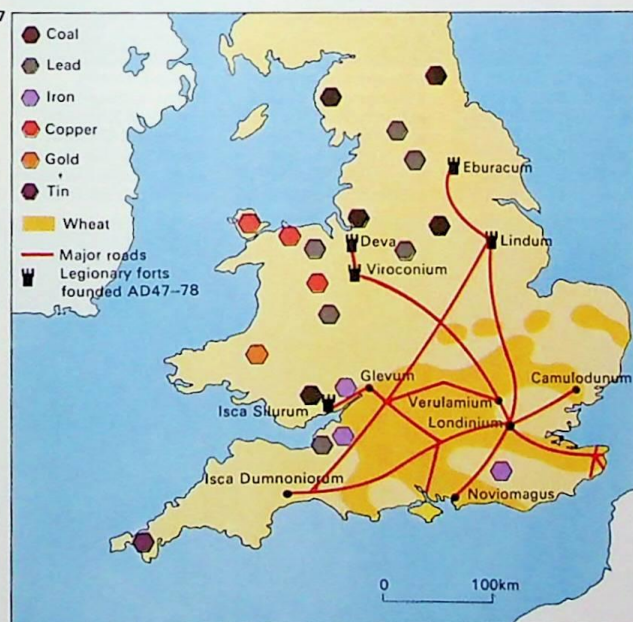 7
Coal
Lead
Iron
Copper
Gold
Tin
Wheat
Major roads
Legionary forts
founded AD47–78
Eburacum
Deva
Lindum
Viroconium
Glevum
Camulodunum
Isca Silurum
Verulamium
Londinium
Isca Dumnoniorum
Noviomagus
0 100km